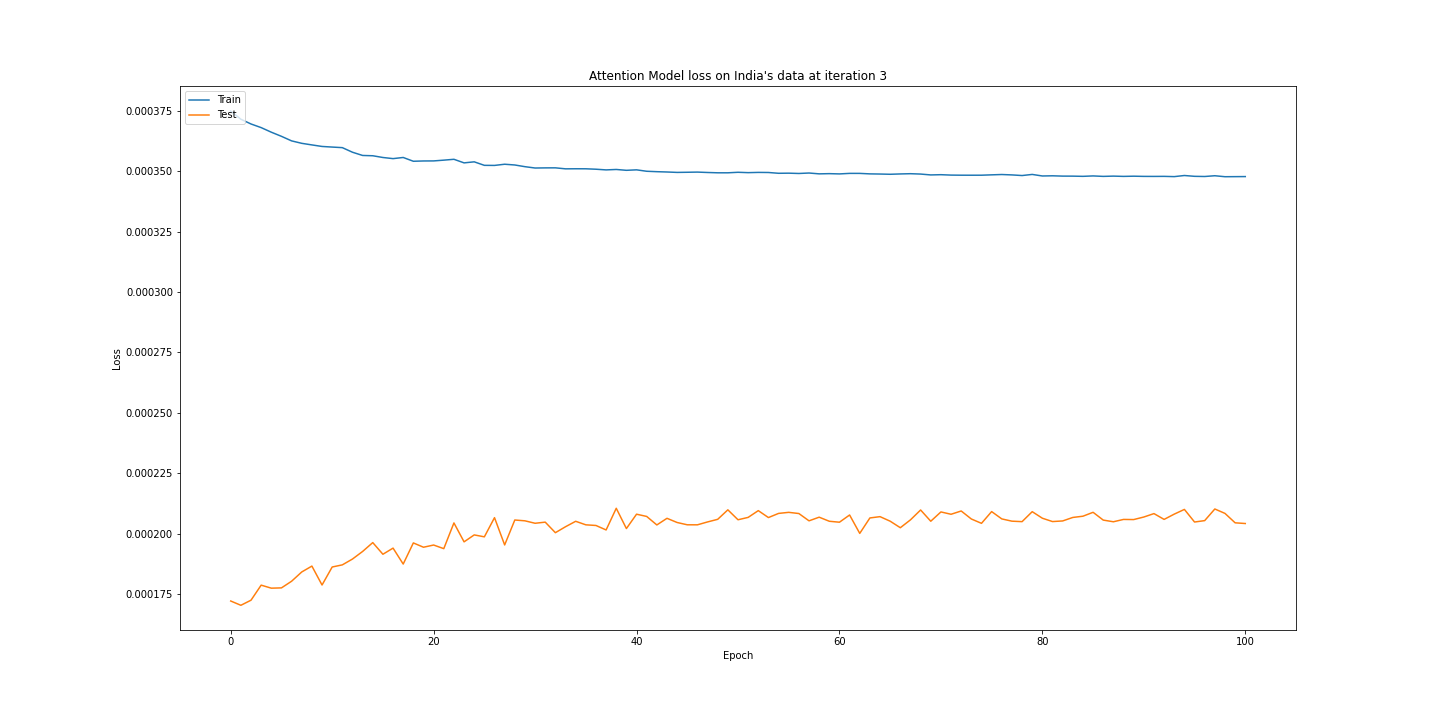 Attention Model loss on India's data at iteration 3
Train
Test
0.000375
0.000350
0.000325
0.000300
0.000275
0.000250
0.000225
0.000200
0.000175
Loss
0 20 40 60 80 100
Epoch